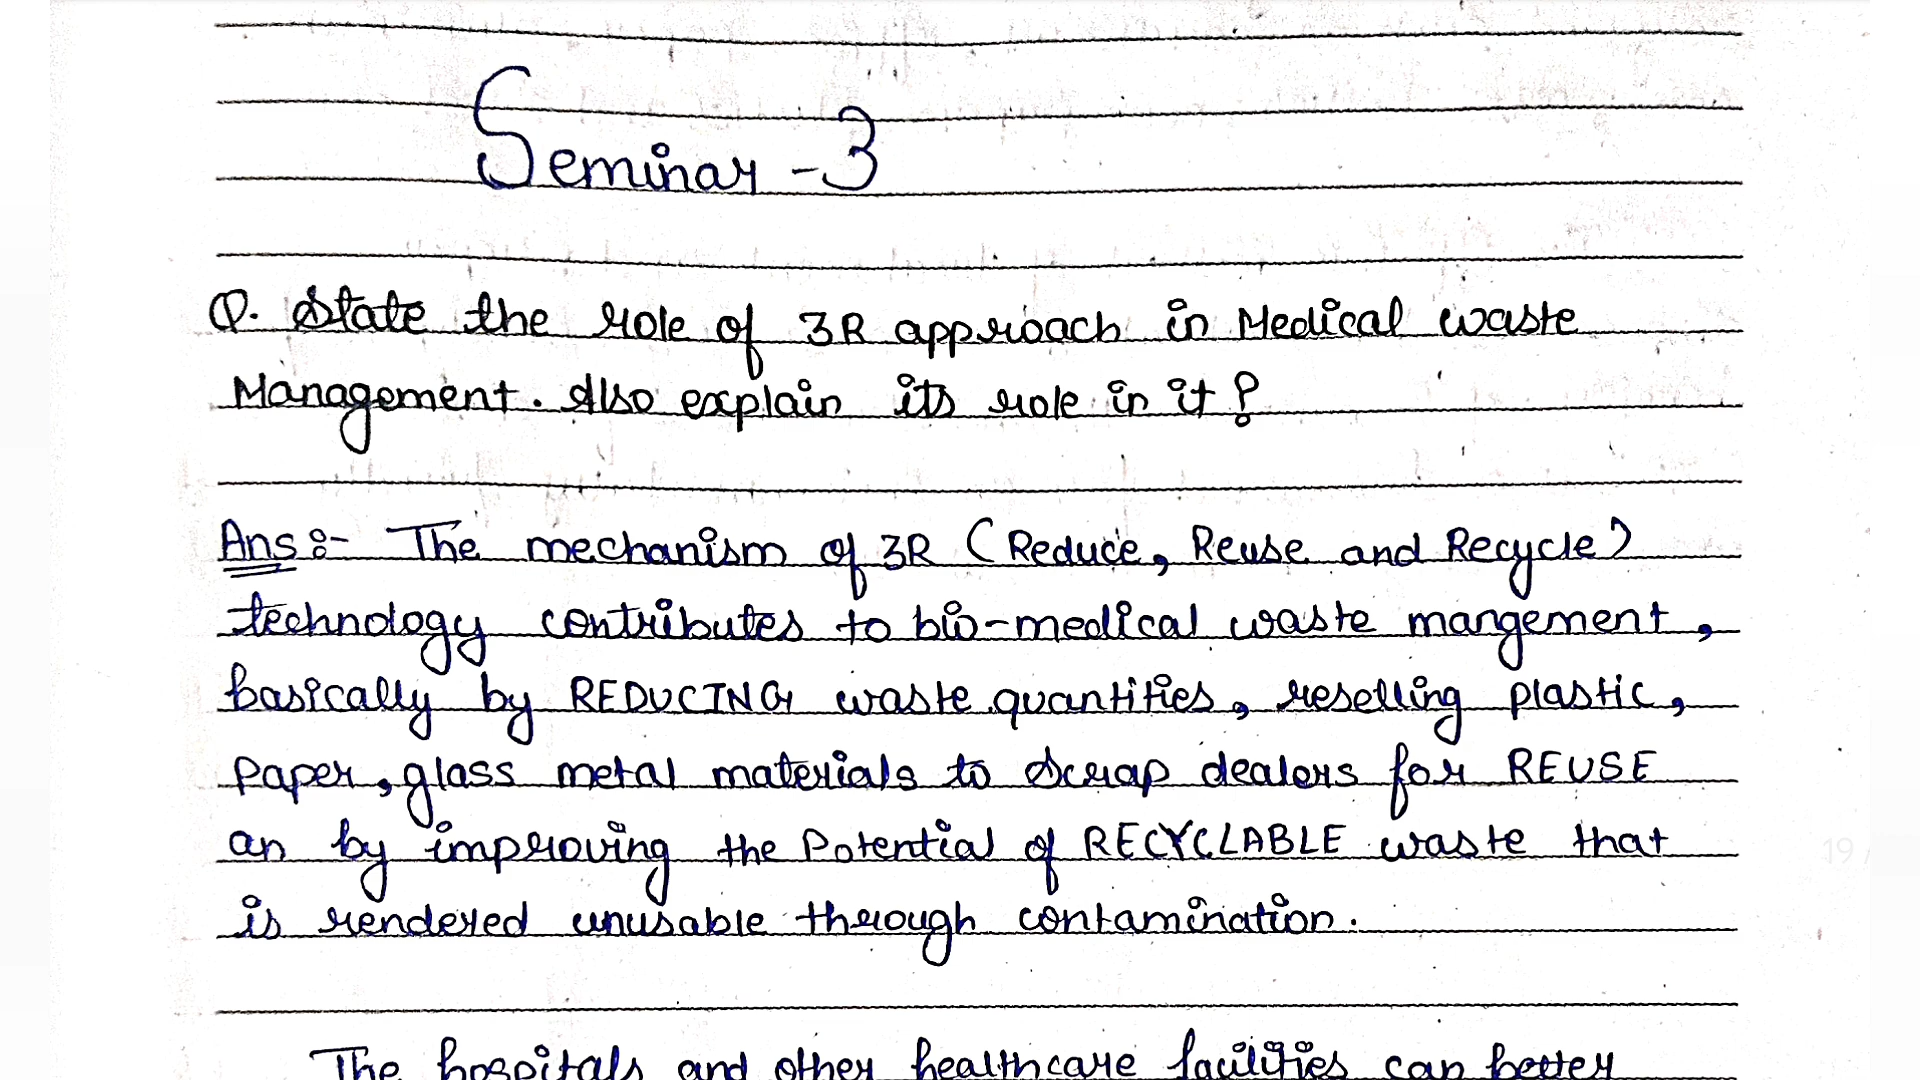 Seminar - 3
Q. State the role of 3R approach in Medical waste
Management. Also explain its role in it ?
Ans :- The mechanism of 3R (Reduce, Reuse and Recycle)
technology contributes to bio-medical waste mangement,
basically by REDUCING waste quantities, reselling plastic,
Paper, glass metal materials to scrap dealers for REUSE
an by improving the Potential of RECYCLABLE waste that
is rendered unusable through contamination.
19
The hospitals and other healthcare facilities can better